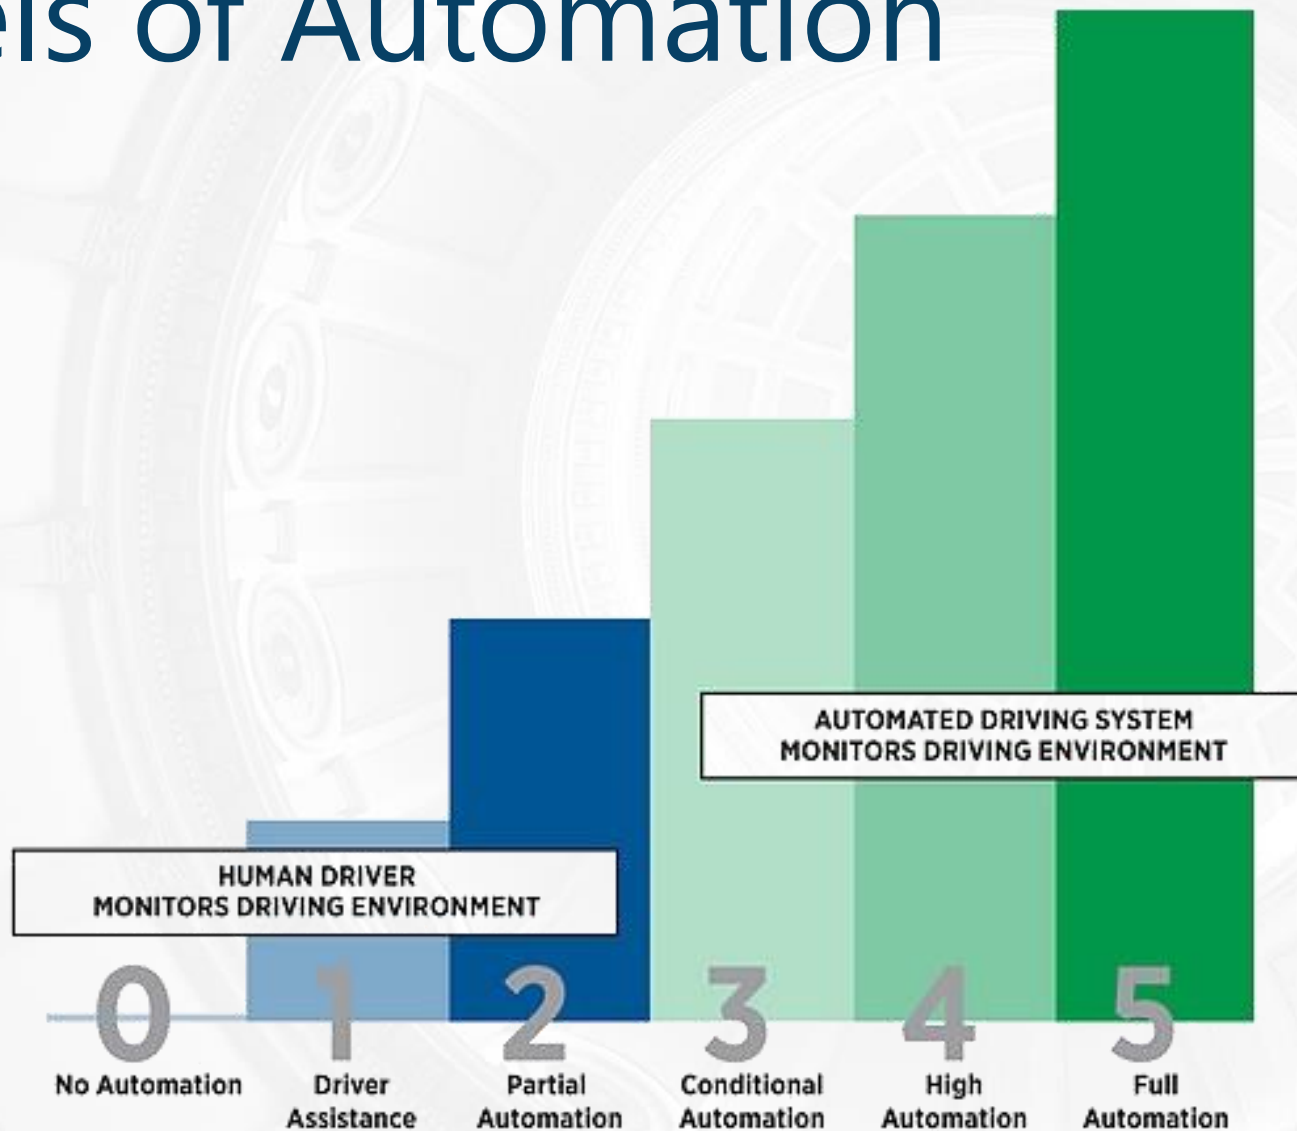 els of Automation
AUTOMATED DRIVING SYSTEM
MONITORS DRIVING ENVIRONMENT
HUMAN DRIVER
MONITORS DRIVING ENVIRONMENT
0 1 2 3 4 5
No Automation
Driver
Assistance
Partial
Automation
Conditional
Automation
High
Automation
Full
Automation